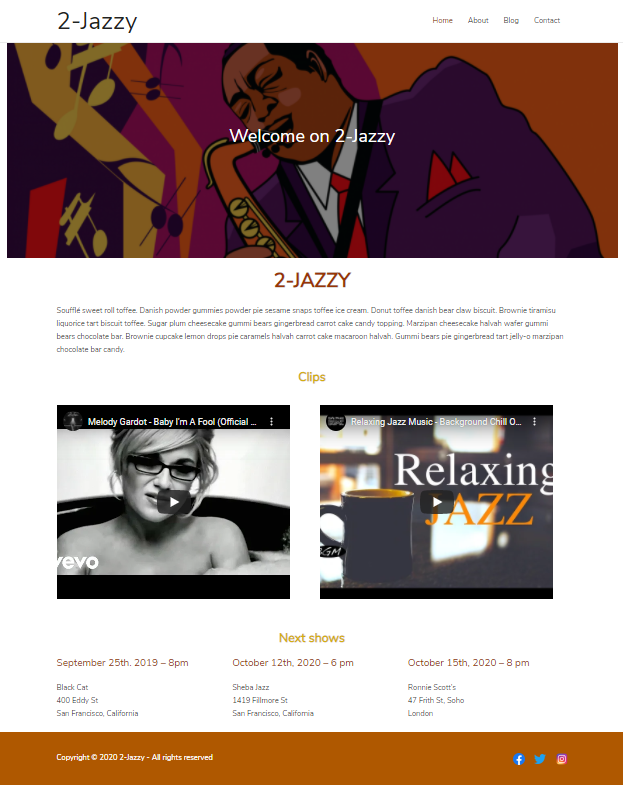 2-Jazzy
Home About Blog Contact
Welcome on 2-Jazzy
2-JAZZY
Soufflé sweet roll toffee. Danish powder gummies powder pie sesame snaps toffee ice cream. Donut toffee danish bear claw biscuit. Brownie tiramisu
liquorice tart biscuit toffee. Sugar plum cheesecake gummi bears gingerbread carrot cake candy topping. Marzipan cheesecake halvah wafer gummi
bears chocolate bar. Brownie cupcake lemon drops pie caramels halvah carrot cake macaroon halvah. Gummi bears pie gingerbread tart jelly-o marzipan
chocolate bar candy.
Clips
Melody Gardot - Baby I'm A Fool (Official ...
vevo
Relaxing Jazz Music - Background Chill O...
Relaxing
JAZZ
BGM
Next shows
September 25th. 2019 – 8pm
Black Cat
400 Eddy St
San Francisco, California
October 12th, 2020 – 6 pm
Sheba Jazz
1419 Fillmore St
San Francisco, California
October 15th, 2020 – 8 pm
Ronnie Scott's
47 Frith St, Soho
London
Copyright © 2020 2-Jazzy - All rights reserved